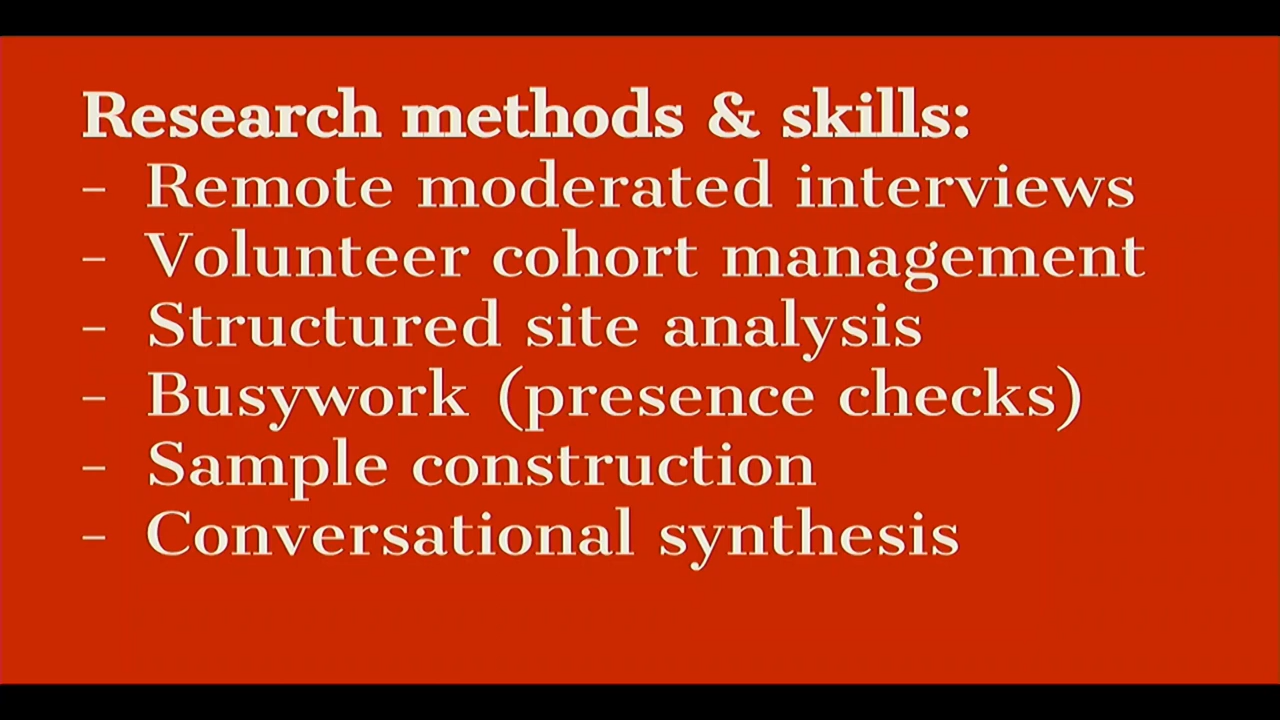 Research methods & skills:
– Remote moderated interviews
– Volunteer cohort management
– Structured site analysis
– Busywork (presence checks)
– Sample construction
– Conversational synthesis